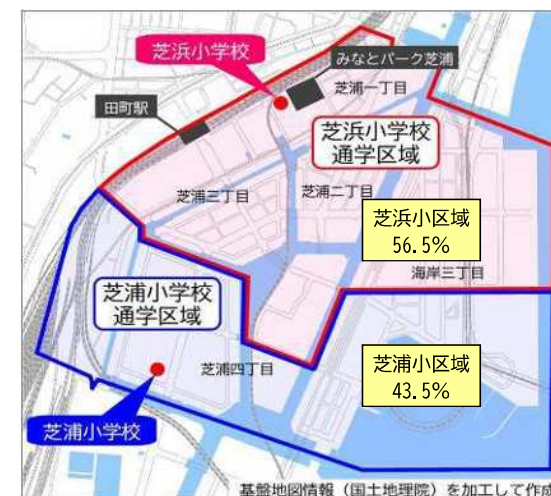 芝浜小学校
みなとパーク芝浦
芝浦一丁目
田町駅
芝浜小学校
通学区域
芝浦三丁目
芝浦二丁目
芝浜小区域
56.5%
海岸三丁目
芝浦小学校
通学区域
芝浦四丁目
芝浦小区域
43.5%
芝浦小学校
基盤地図情報（国土地理院）を加工して作成